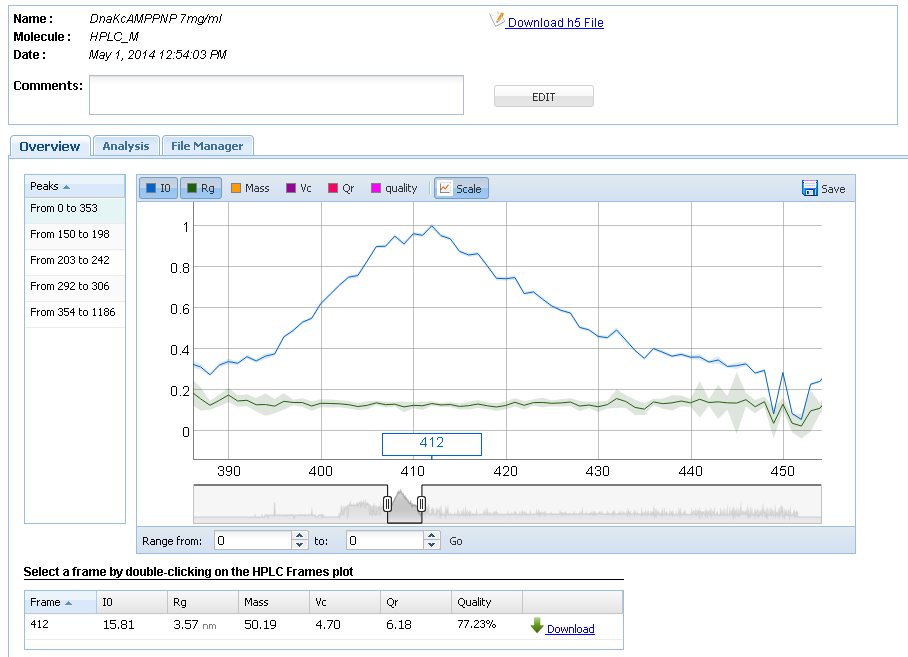 Name : DnaKcAMPPNP 7mg/ml
Download h5 File
Molecule : HPLC_M
Date : May 1, 2014 12:54:03 PM
Comments:
EDIT
Overview Analysis File Manager
Peaks
From 0 to 353
From 150 to 198
From 203 to 242
From 292 to 306
From 354 to 1186
I0 Rg Mass Vc Qr quality Scale Save
1
0.8
0.6
0.4
0.2
0
412
390 400 410 420 430 440 450
Range from: 0 to: 0 Go
Select a frame by double-clicking on the HPLC Frames plot
Frame I0 Rg Mass Vc Qr Quality
412 15.81 3.57 nm 50.19 4.70 6.18 77.23% Download